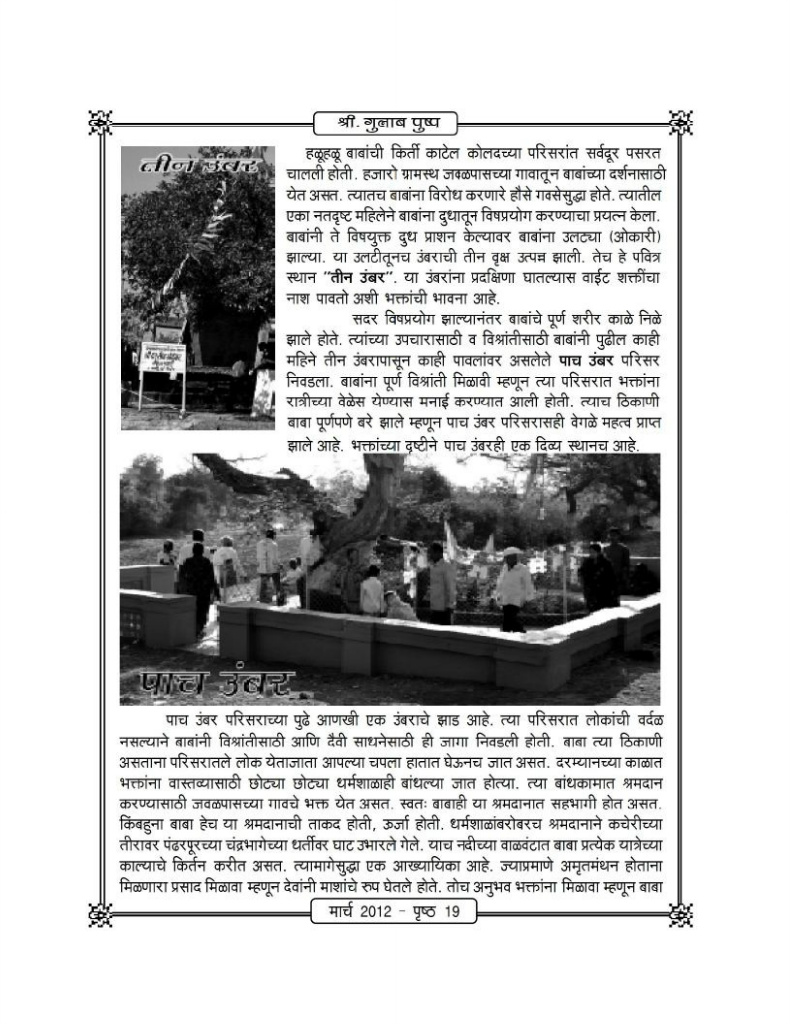 श्री. गुलाब पुष्प
तीन उंबर
हळूहळू बाबांची किर्ती काटेल कोलदच्या परिसरांत सर्वदूर पसरत
चालली होती. हजारो ग्रामस्थ जवळपासच्या गावातून बाबांच्या दर्शनासाठी
येत असत. त्यातच बाबांना विरोध करणारे हौसे गवसेसुद्धा होते. त्यातील
एका नतदृष्ट महिलेने बाबांना दुधातून विषप्रयोग करण्याचा प्रयत्न केला.
बाबांनी ते विषयुक्त दुध प्राशन केल्यावर बाबांना उलट्या (ओकारी)
झाल्या. या उलटीतूनच उंबराची तीन वृक्ष उत्पन्न झाली. तेच हे पवित्र
स्थान "तीन उंबर". या उंबरांना प्रदक्षिणा घातल्यास वाईट शक्तींचा
नाश पावतो अशी भक्तांची भावना आहे.
सदर विषप्रयोग झाल्यानंतर बाबांचे पूर्ण शरीर काळे निळे
झाले होते. त्यांच्या उपचारासाठी व विश्रांतीसाठी बाबांनी पुढील काही
महिने तीन उंबरापासून काही पावलांवर असलेले पाच उंबर परिसर
निवडला. बाबांना पूर्ण विश्रांती मिळावी म्हणून त्या परिसरात भक्तांना
रात्रीच्या वेळेस येण्यास मनाई करण्यात आली होती. त्याच ठिकाणी
बाबा पूर्णपणे बरे झाले म्हणून पाच उंबर परिसरासही वेगळे महत्व प्राप्त
झाले आहे. भक्तांच्या दृष्टीने पाच उंबरही एक दिव्य स्थानच आहे.
पाच उंबर
पाच उंबर परिसराच्या पुढे आणखी एक उंबराचे झाड आहे. त्या परिसरात लोकांची वर्दळ
नसल्याने बाबांनी विश्रांतीसाठी आणि दैवी साधनेसाठी ही जागा निवडली होती. बाबा त्या ठिकाणी
असताना परिसरातले लोक येताजाता आपल्या चपला हातात घेऊनच जात असत. दरम्यानच्या काळात
भक्तांना वास्तव्यासाठी छोट्या छोट्या धर्मशाळाही बांधल्या जात होत्या. त्या बांधकामात श्रमदान
करण्यासाठी जवळपासच्या गावचे भक्त येत असत. स्वतः बाबाही या श्रमदानात सहभागी होत असत.
किंबहुना बाबा हेच या श्रमदानाची ताकद होती, ऊर्जा होती. धर्मशाळांबरोबरच श्रमदानाने कचेरीच्या
तीरावर पंढरपूरच्या चंद्रभागेच्या धर्तीवर घाट उभारले गेले. याच नदीच्या वाळवंटात बाबा प्रत्येक यात्रेच्या
काल्याचे किर्तन करीत असत. त्यामागेसुद्धा एक आख्यायिका आहे. ज्याप्रमाणे अमृतमंथन होताना
मिळणारा प्रसाद मिळावा म्हणून देवांनी माशांचे रुप घेतले होते. तोच अनुभव भक्तांना मिळावा म्हणून बाबा
मार्च 2012 - पृष्ठ 19